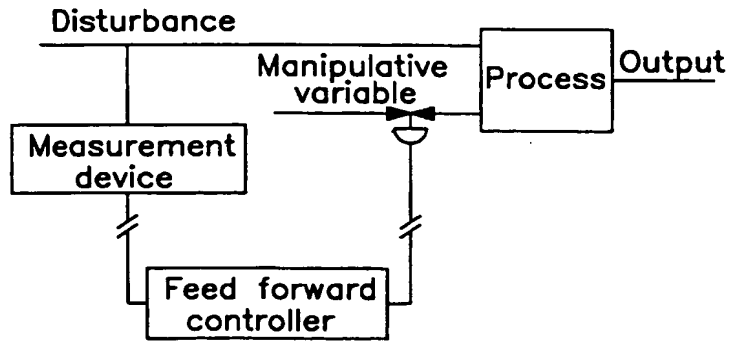 Disturbance
Manipulative
variable
Process
Output
Measurement
device
Feed forward
controller